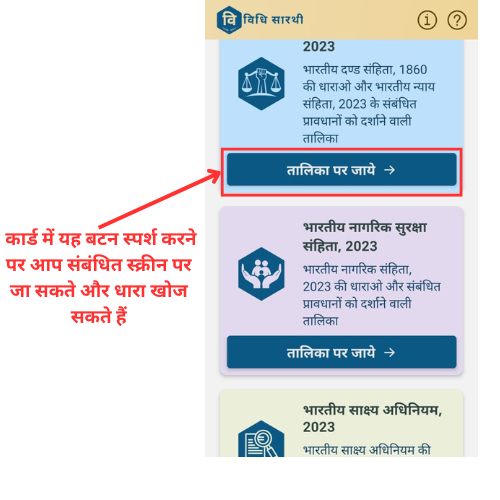 वि विधि सारथी
2023
भारतीय दण्ड संहिता, 1860
की धाराओ और भारतीय न्याय
संहिता, 2023 के संबंधित
प्रावधानों को दर्शाने वाली
तालिका
तालिका पर जाये →
कार्ड में यह बटन स्पर्श करने
पर आप संबंधित स्क्रीन पर
जा सकते और धारा खोज
सकते हैं
भारतीय नागरिक सुरक्षा
संहिता, 2023
भारतीय नागरिक संहिता,
2023 की धाराओ और संबंधित
प्रावधानों को दर्शाने वाली
तालिका
तालिका पर जाये →
भारतीय साक्ष्य अधिनियम,
2023
भारतीय साक्ष्य अधिनियम की